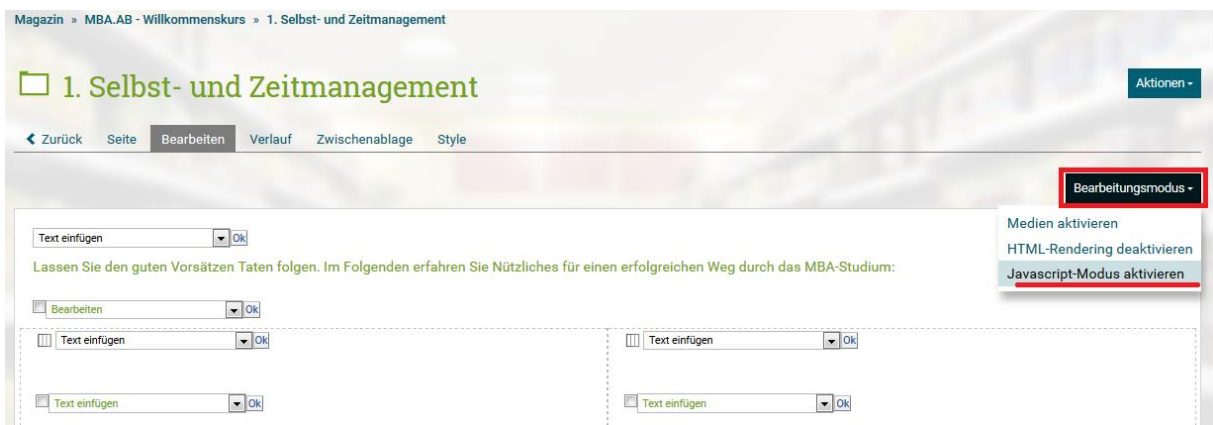 Magazin » MBA.AB - Willkommenskurs » 1. Selbst- und Zeitmanagement
1. Selbst- und Zeitmanagement
Aktionen
Zurück Seite Bearbeiten Verlauf Zwischenablage Style
Bearbeitungsmodus
Medien aktivieren
HTML-Rendering deaktivieren
Javascript-Modus aktivieren
Text einfügen Ok
Lassen Sie den guten Vorsätzen Taten folgen. Im Folgenden erfahren Sie Nützliches für einen erfolgreichen Weg durch das MBA-Studium:
Bearbeiten Ok
Text einfügen Ok Text einfügen Ok
Text einfügen Ok Text einfügen Ok